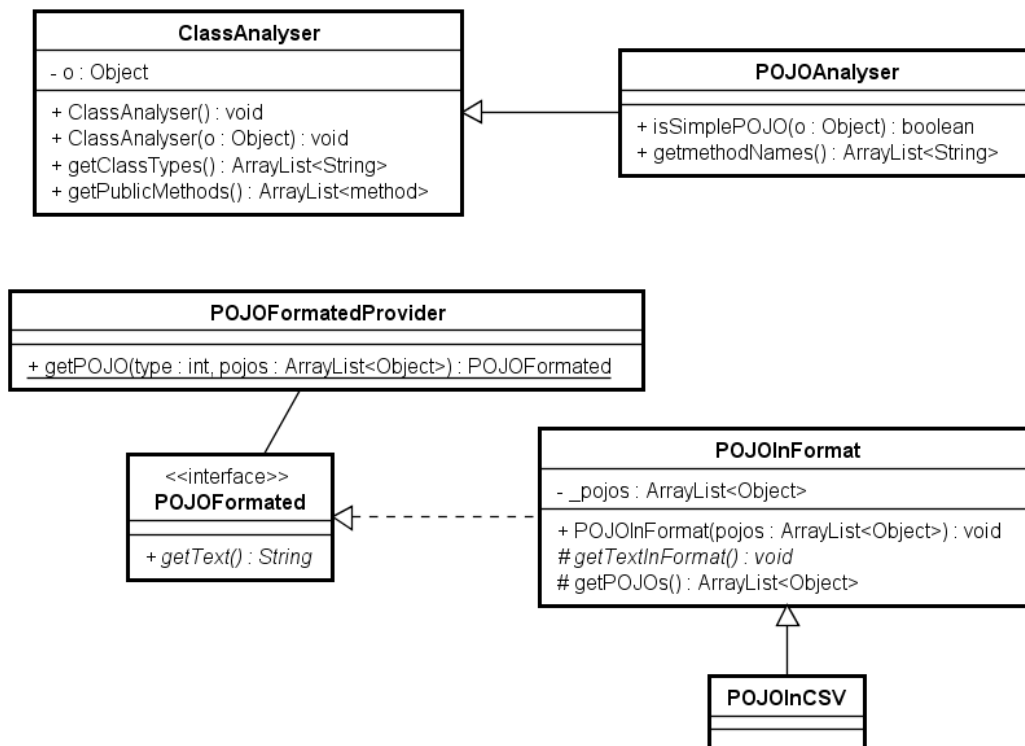 ClassAnalyser
- o : Object
+ ClassAnalyser() : void
+ ClassAnalyser(o : Object) : void
+ getClassTypes() : ArrayList<String>
+ getPublicMethods() : ArrayList<method>
POJOAnalyser
+ isSimplePOJO(o : Object) : boolean
+ getmethodNames() : ArrayList<String>
POJOFormatedProvider
+ getPOJO(type : int, pojos : ArrayList<Object>) : POJOFormated
<<interface>>
POJOFormated
+ getText() : String
POJOInFormat
- _pojos : ArrayList<Object>
+ POJOInFormat(pojos : ArrayList<Object>) : void
# getTextInFormat() : void
# getPOJOs() : ArrayList<Object>
POJOInCSV